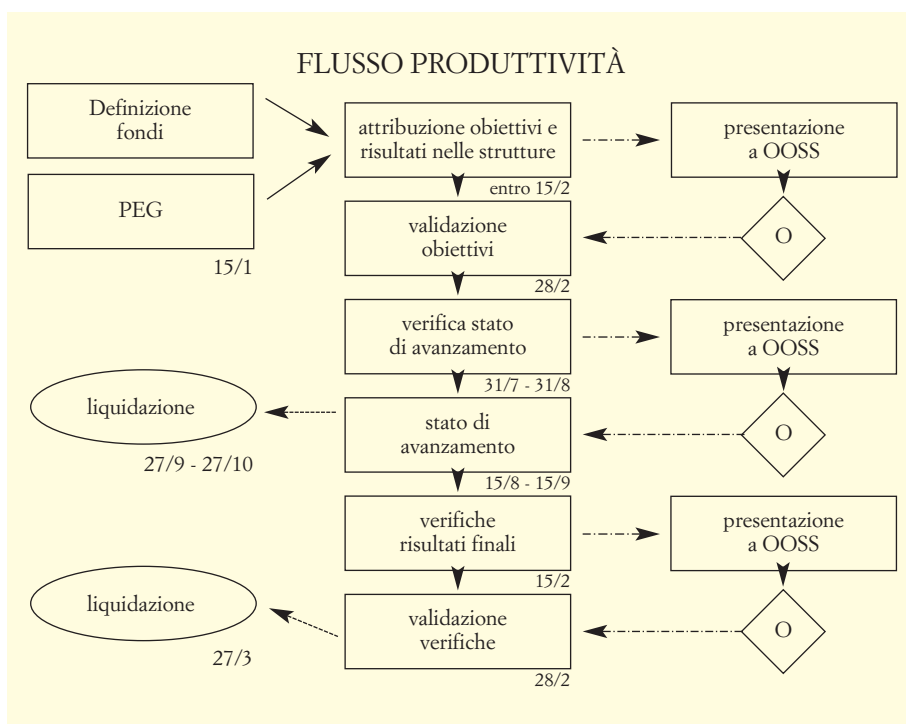 FLUSSO PRODUTTIVITÀ
Definizione
fondi
attribuzione obiettivi e
risultati nelle strutture
presentazione
a OOSS
entro 15/2
PEG
15/1
validazione
obiettivi
O
28/2
verifica stato
di avanzamento
presentazione
a OOSS
31/7 - 31/8
liquidazione
27/9 - 27/10
stato di
avanzamento
O
15/8 - 15/9
verifiche
risultati finali
presentazione
a OOSS
15/2
liquidazione
27/3
validazione
verifiche
O
28/2